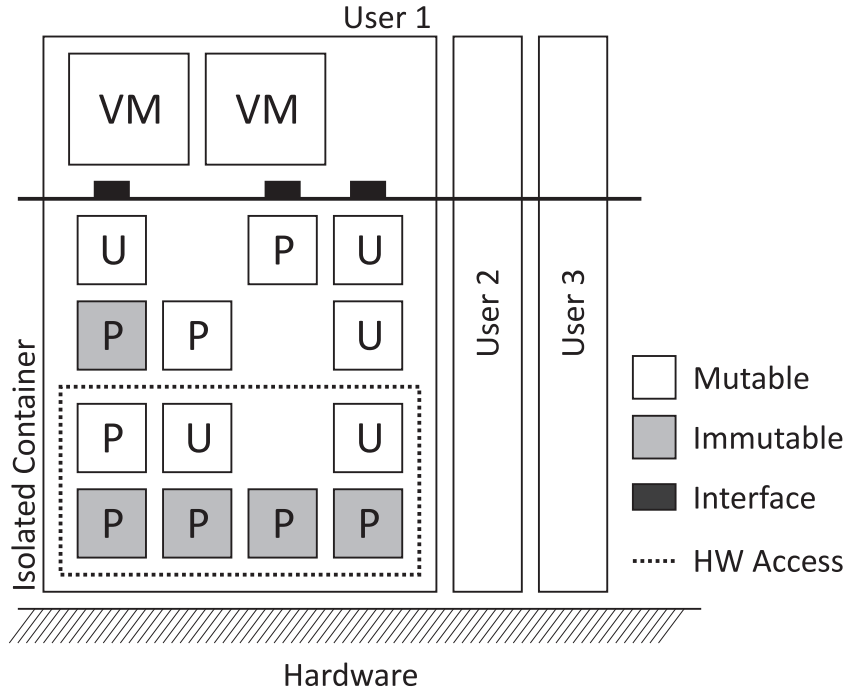 User 1
VM VM
U P U
P P U
P U U
P P P P
Isolated Container
User 2
User 3
Mutable
Immutable
Interface
HW Access
Hardware